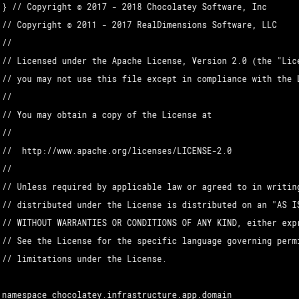 } // Copyright © 2017 - 2018 Chocolatey Software, Inc
// Copyright © 2011 - 2017 RealDimensions Software, LLC
//
// Licensed under the Apache License, Version 2.0 (the "Lice
// you may not use this file except in compliance with the L
//
// You may obtain a copy of the License at
//
//  http://www.apache.org/licenses/LICENSE-2.0
//
// Unless required by applicable law or agreed to in writing
// distributed under the License is distributed on an "AS IS
// WITHOUT WARRANTIES OR CONDITIONS OF ANY KIND, either expr
// See the License for the specific language governing permi
// limitations under the License.
namespace chocolatey.infrastructure.app.domain